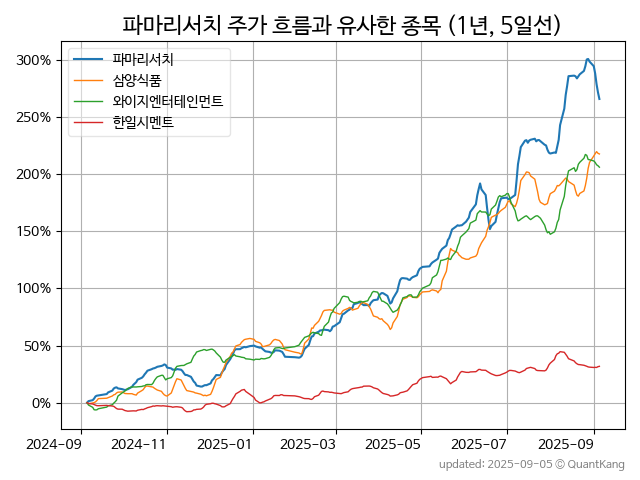 파마리서치 주가 흐름과 유사한 종목 (1년, 5일선)
파마리서치
삼양식품
와이지엔터테인먼트
한일시멘트
300%
250%
200%
150%
100%
50%
0%
2024-09 2024-11 2025-01 2025-03 2025-05 2025-07 2025-09
updated: 2025-09-05 © QuantKang